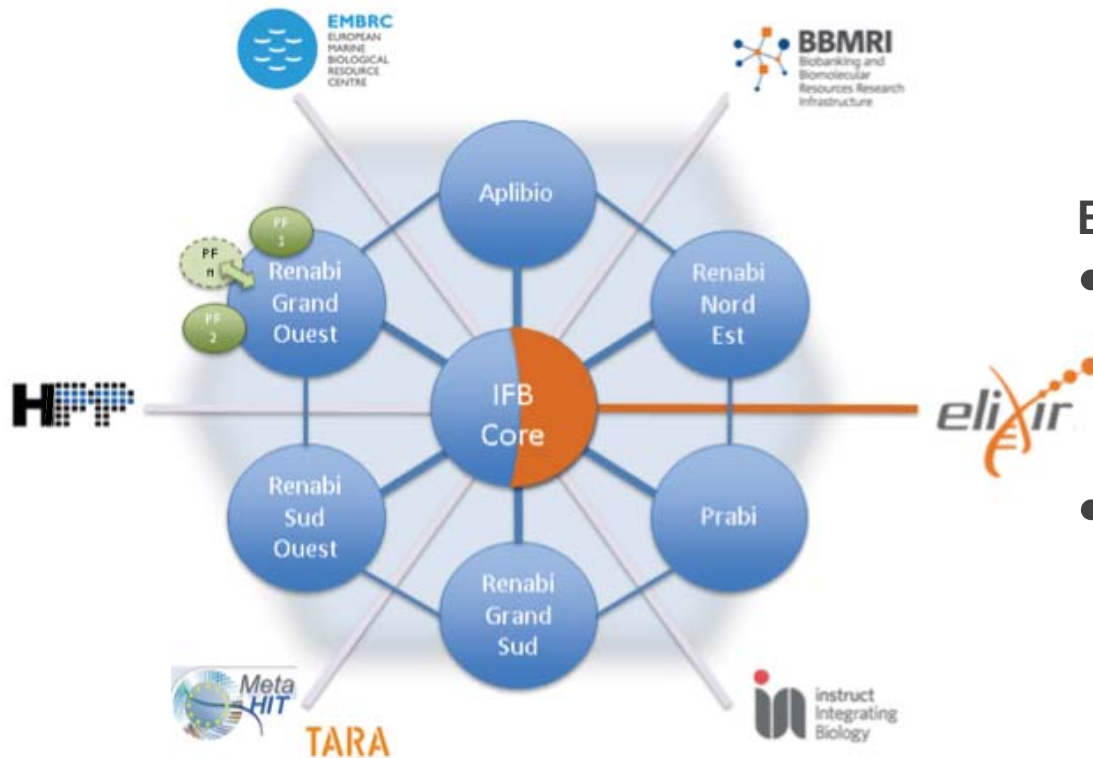 EMBRC
EUROPEAN
MARINE
BIOLOGICAL
RESOURCE
CENTRE
BBMRI
Biobanking and
Biomolecular
Resources Research
Infrastructure
Aplibio
PF
n
PF
2
Renabi
Grand
Ouest
Renabi
Nord
Est
IFB
Core
elixir
Renabi
Sud
Ouest
Prabi
Renabi
Grand
Sud
Meta
HIT
TARA
instruct
Integrating
Biology